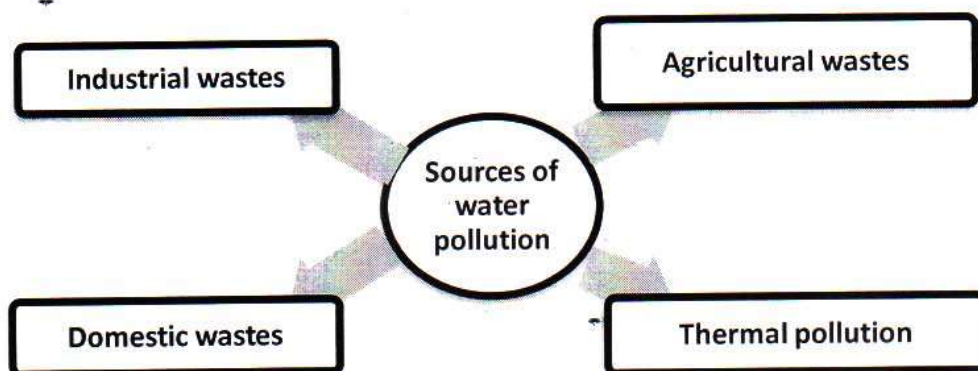 Industrial wastes
Agricultural wastes
Sources of
water
pollution
Domestic wastes
Thermal pollution